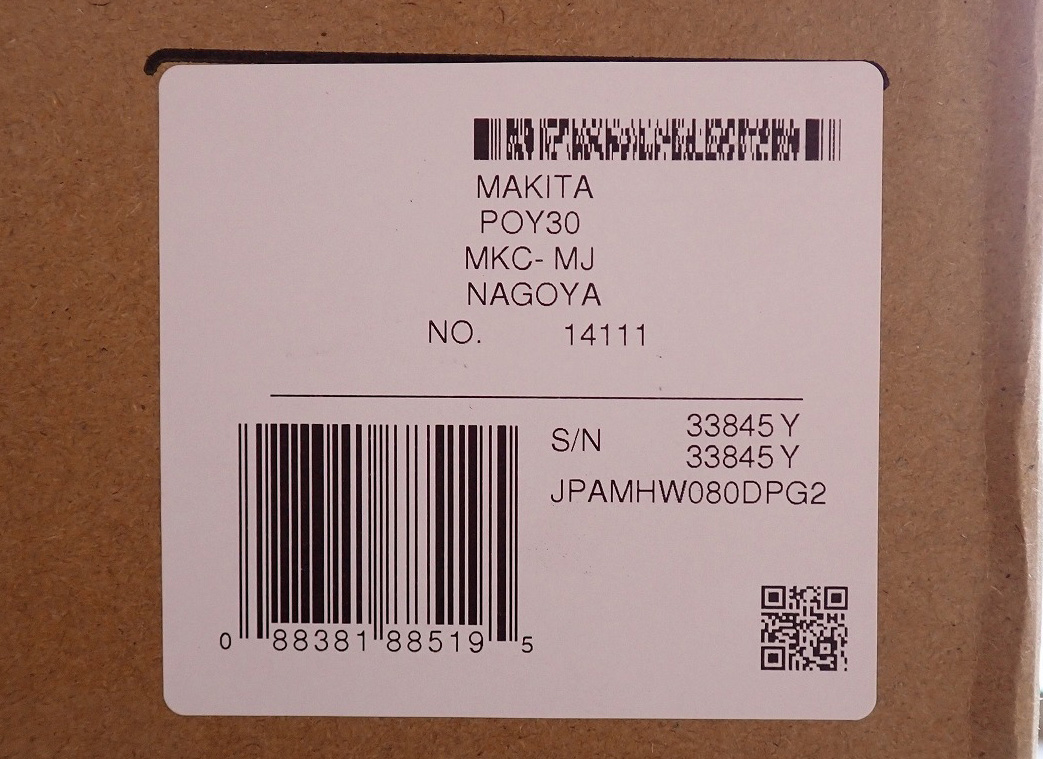 MAKITA
POY30
MKC- MJ
NAGOYA
NO. 14111
S/N 33845 Y
33845 Y
JPAMHW080DPG2
0 88381 88519 5